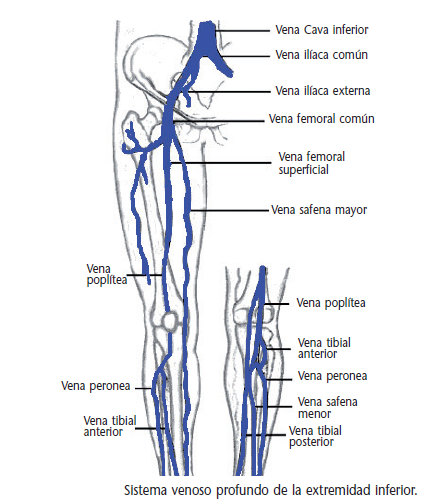 Vena Cava inferior
Vena ilíaca común
Vena ilíaca externa
Vena femoral común
Vena femoral
superficial
Vena safena mayor
Vena
poplítea
Vena poplítea
Vena tibial
anterior
Vena peronea
Vena peronea
Vena safena
menor
Vena tibial
anterior
Vena tibial
posterior
Sistema venoso profundo de la extremidad inferior.